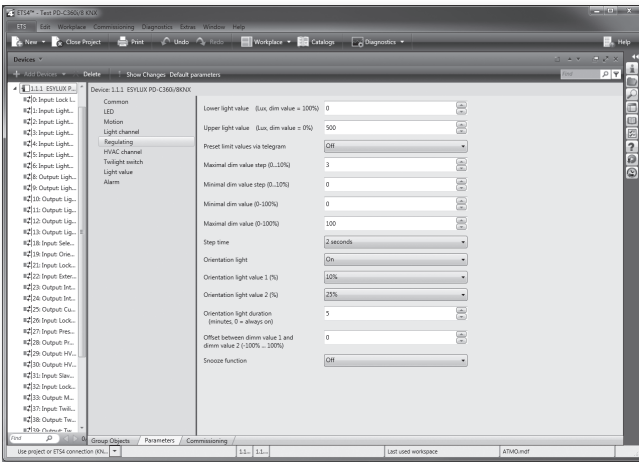 ETS4™ - Test PD-C360i/8 KNX
ETS Edit Workplace Commissioning Diagnostics Extras Window Help
New Close Project Print Undo Redo Workplace Catalogs Diagnostics Help
Devices
Add Devices Delete Show Changes Default parameters Find
1.1.1 ESYLUX P...
0: Input: Lock I...
1: Input: Light...
2: Input: Light...
3: Input: Light...
4: Input: Light...
5: Input: Light...
6: Input: Light...
8: Output: Ligh...
9: Output: Ligh...
10: Output: Lig...
11: Output: Lig...
12: Output: Lig...
13: Output: Lig...
18: Input: Sele...
19: Input: Orie...
21: Input: Lock...
22: Input: Exter...
23: Output: Int...
24: Output: Int...
25: Output: Cu...
26: Input: Lock...
27: Input: Pres...
28: Output: Pr...
29: Output: HV...
30: Output: HV...
31: Input: Slav...
32: Input: Lock...
33: Output: M...
37: Input: Twili...
38: Output: Tw...
39: Output: Tw...
Find
Device: 1.1.1 ESYLUX PD-C360i/8KNX
Common
LED
Motion
Light channel
Regulating
HVAC channel
Twilight switch
Light value
Alarm
Lower light value (Lux, dim value = 100%) 0
Upper light value (Lux, dim value = 0%) 500
Preset limit values via telegram Off
Maximal dim value step (0...10%) 3
Minimal dim value step (0...10%) 0
Minimal dim value (0-100%) 0
Maximal dim value (0-100%) 100
Step time 2 seconds
Orientation light On
Orientation light value 1 (%) 10%
Orientation light value 2 (%) 25%
Orientation light duration 5
(minutes, 0 = always on)
Offset between dimm value 1 and 0
dimm value 2 (-100% ... 100%)
Snooze function Off
Group Objects Parameters Commissioning
Use project or ETS4 connection (KN... 1.1... 1.1... Last used workspace ATMO.mdf